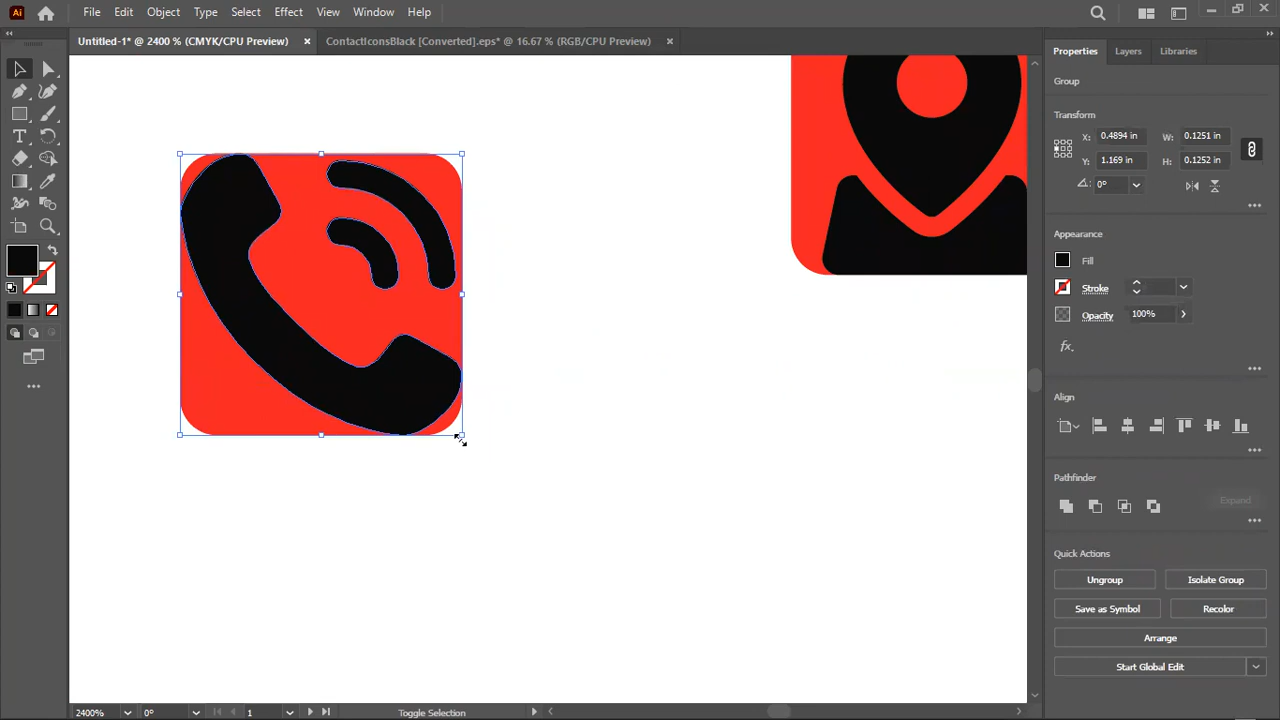 Ai
File Edit Object Type Select Effect View Window Help
Untitled-1* @ 2400 % (CMYK/CPU Preview) × ContactIconsBlack [Converted].eps* @ 16.67 % (RGB/CPU Preview) ×
Properties Layers Libraries
Group
Transform
X: 0.4894 in W: 0.1251 in
Y: 1.169 in H: 0.1252 in
0°
Appearance
Fill
Stroke
Opacity 100%
fx
Align
Pathfinder
Expand
Quick Actions
Ungroup Isolate Group
Save as Symbol Recolor
Arrange
Start Global Edit
2400% 0° 1 Toggle Selection